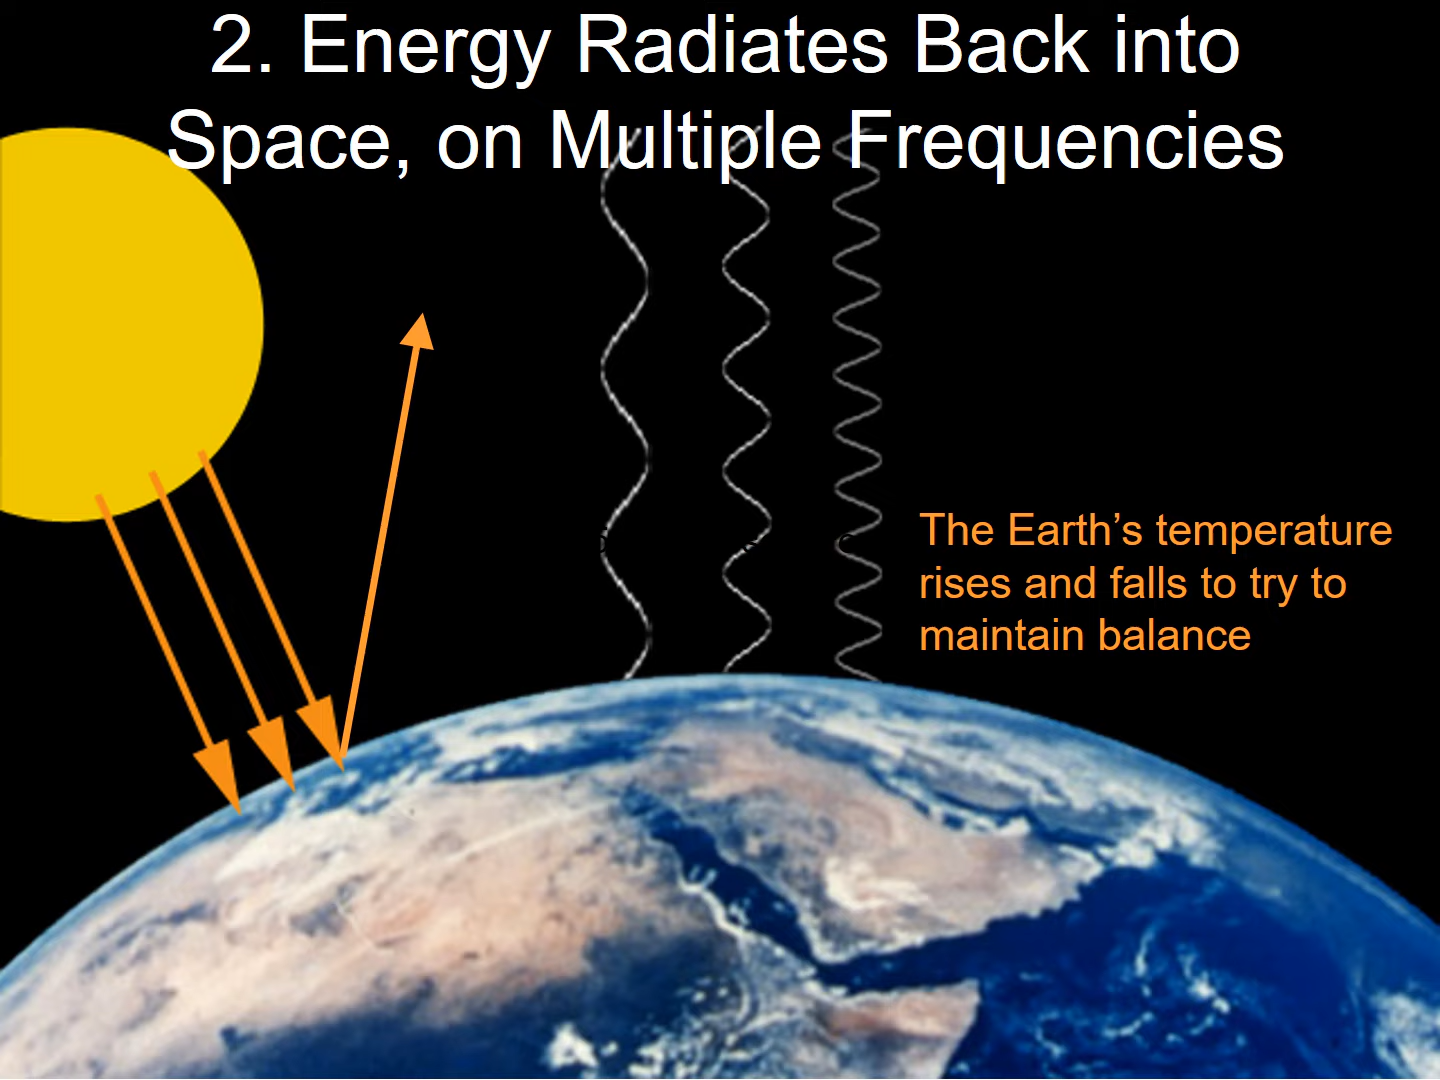 2. Energy Radiates Back into
Space, on Multiple Frequencies
The Earth’s temperature
rises and falls to try to
maintain balance